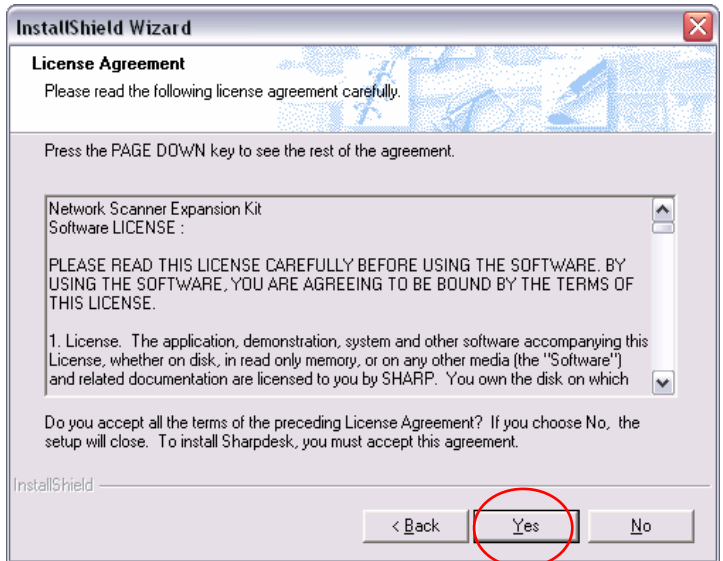 InstallShield Wizard
License Agreement
Please read the following license agreement carefully.
Press the PAGE DOWN key to see the rest of the agreement.
Network Scanner Expansion Kit
Software LICENSE :
PLEASE READ THIS LICENSE CAREFULLY BEFORE USING THE SOFTWARE. BY
USING THE SOFTWARE, YOU ARE AGREEING TO BE BOUND BY THE TERMS OF
THIS LICENSE.
1. License. The application, demonstration, system and other software accompanying this
License, whether on disk, in read only memory, or on any other media (the "Software")
and related documentation are licensed to you by SHARP. You own the disk on which
Do you accept all the terms of the preceding License Agreement? If you choose No, the
setup will close. To install Sharpdesk, you must accept this agreement.
InstallShield
< Back Yes No